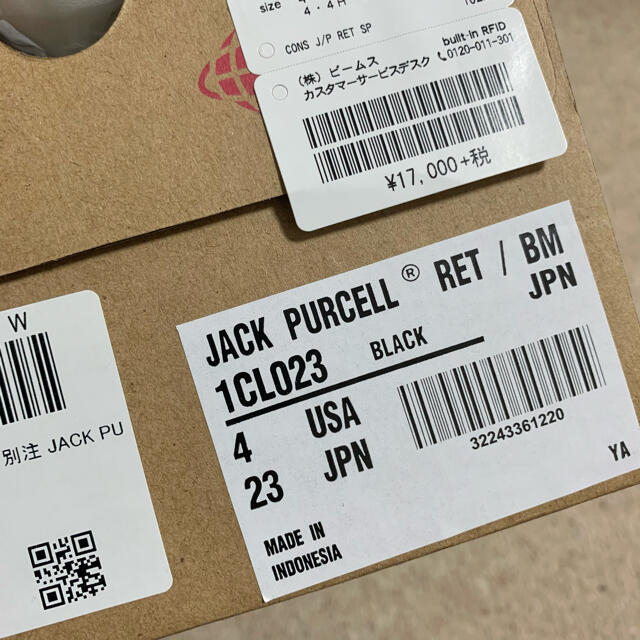 size
4・4H
CONS J/P RET SP
built-in RFID
(株) ビームス
0120-011-301
カスタマーサービスデスク
¥17,000+税
W
別注 JACK PU
JACK PURCELL® RET / BM
1CL023 BLACK JPN
4 USA
23 JPN
32243361220
MADE IN
INDONESIA
YA